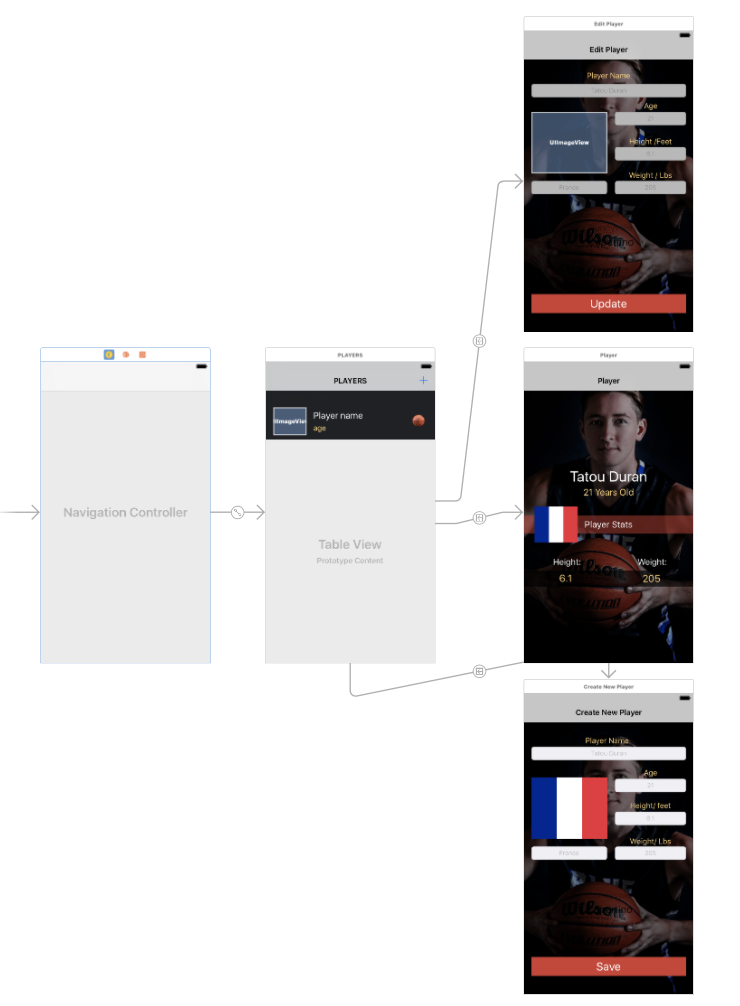 Edit Player
Edit Player
Player Name
Tatou Duran
Age
21
UIImageView
Height /Feet
6.1
Weight / Lbs
France
205
Wilson
Update
Navigation Controller
PLAYERS
PLAYERS
+
UIImageView
Player name
age
Table View
Prototype Content
Player
Player
Tatou Duran
21 Years Old
Player Stats
Height:
Weight:
6.1
205
Create New Player
Create New Player
Player Name
Tatou Duran
Age
21
Height/ feet
6.1
Weight/ Lbs
France
205
Wilson
Save